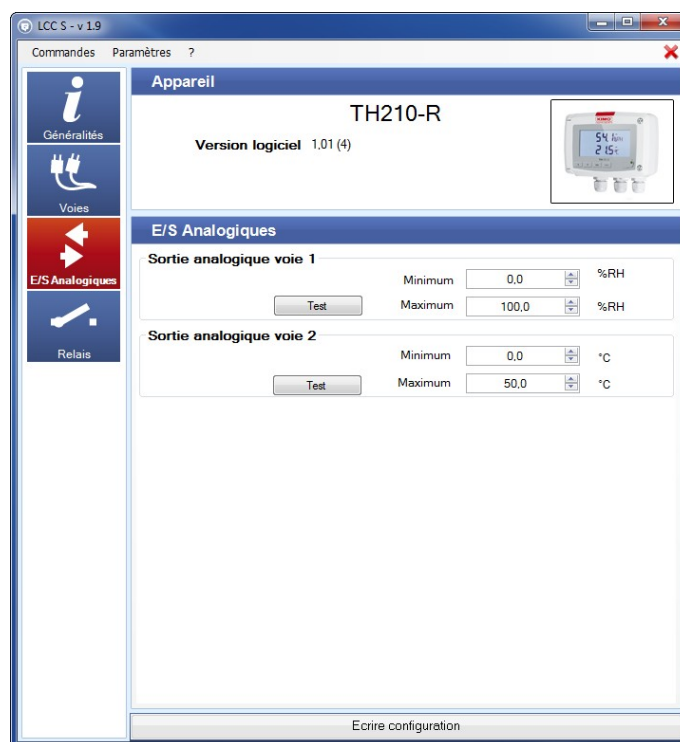 LCC S - v 1.9
Commandes Paramètres ?
Généralités
Voies
E/S Analogiques
Relais
Appareil
TH210-R
Version logiciel 1.01 (4)
KIMO
54.1
21.5
E/S Analogiques
Sortie analogique voie 1
Minimum 0,0 %RH
Test Maximum 100,0 %RH
Sortie analogique voie 2
Minimum 0,0 °C
Test Maximum 50,0 °C
Ecrire configuration